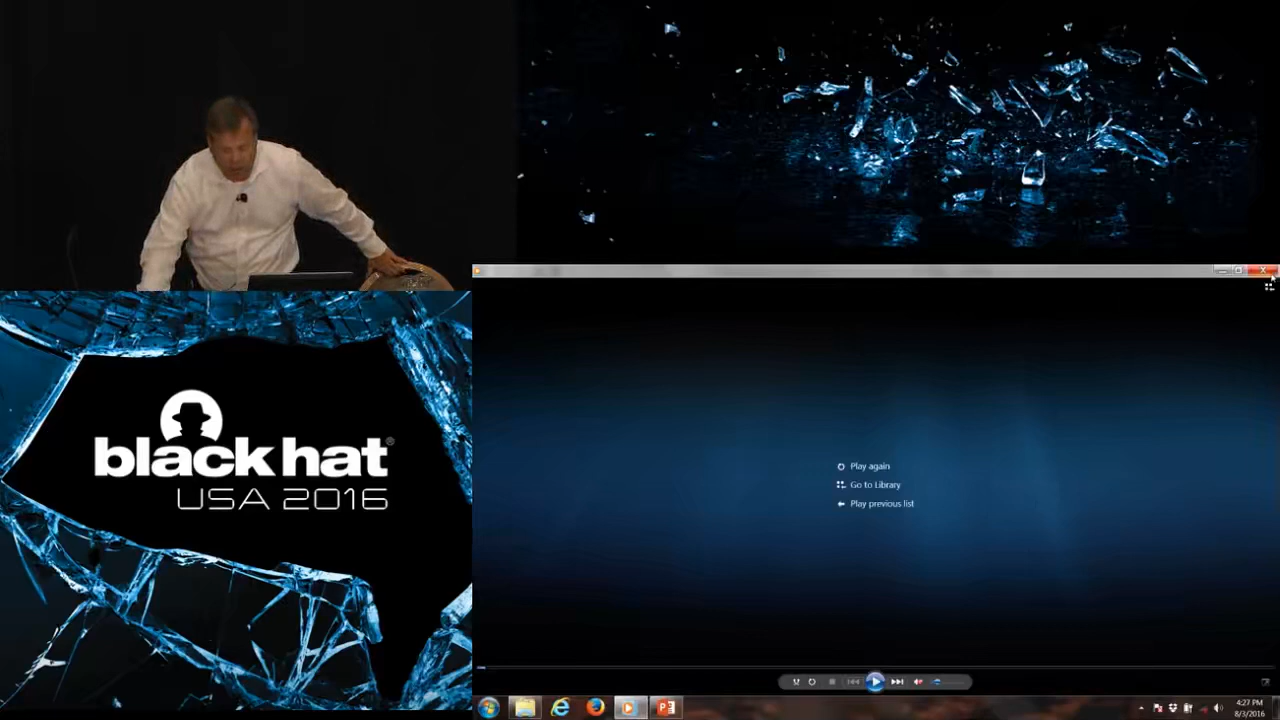 black hat®
USA 2016
Play again
Go to Library
Play previous list
4:27 PM
8/3/2016